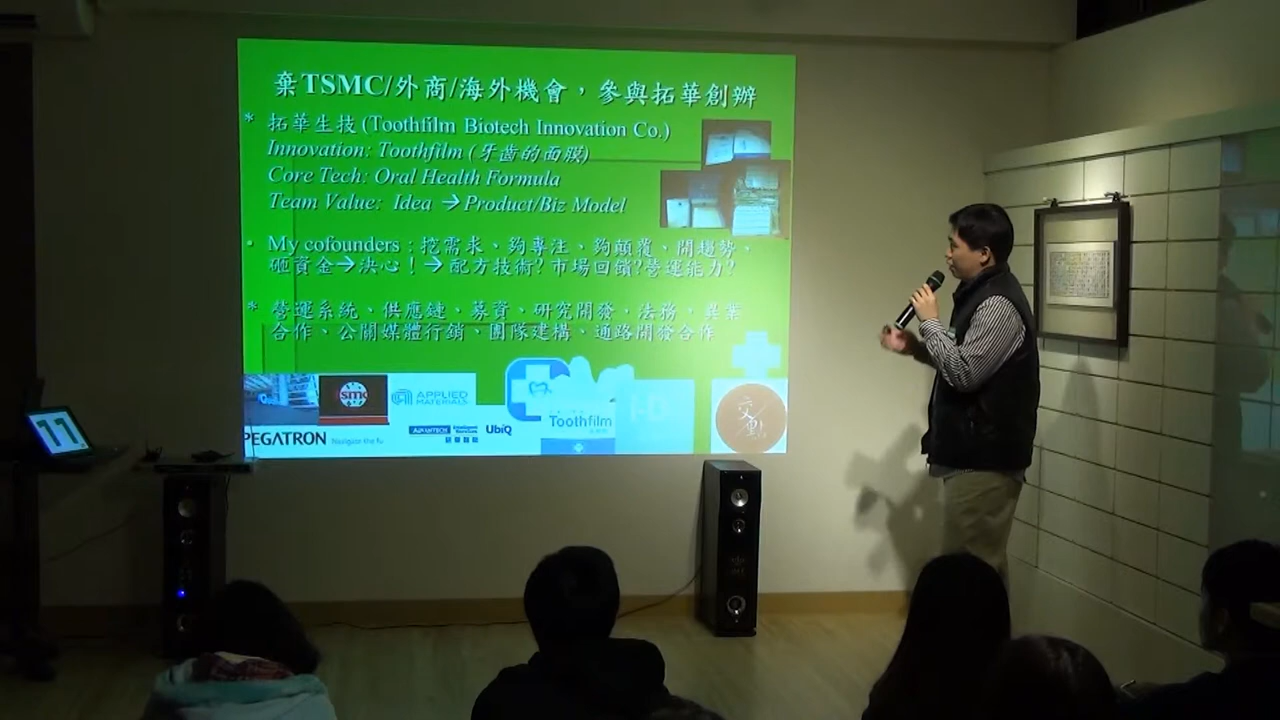 棄TSMC/外商/海外機會，參與拓華創辦
* 拓華生技 (Toothfilm Biotech Innovation Co.)
Innovation: Toothfilm (牙齒的面膜)
Core Tech: Oral Health Formula
Team Value: Idea → Product/Biz Model
• My cofounders : 挖需求、夠專注、夠顛覆、開趨勢、
砸資金→決心！→ 配方技術? 市場回饋?營運能力?
* 營運系統、供應鏈、募資、研究開發、法務、異業
合作、公關媒體行銷、團隊建構、通路開發合作
smc
APPLIED
MATERIALS
PEGATRON
ADVANTECH
UbiQ
Toothfilm
交/點
11